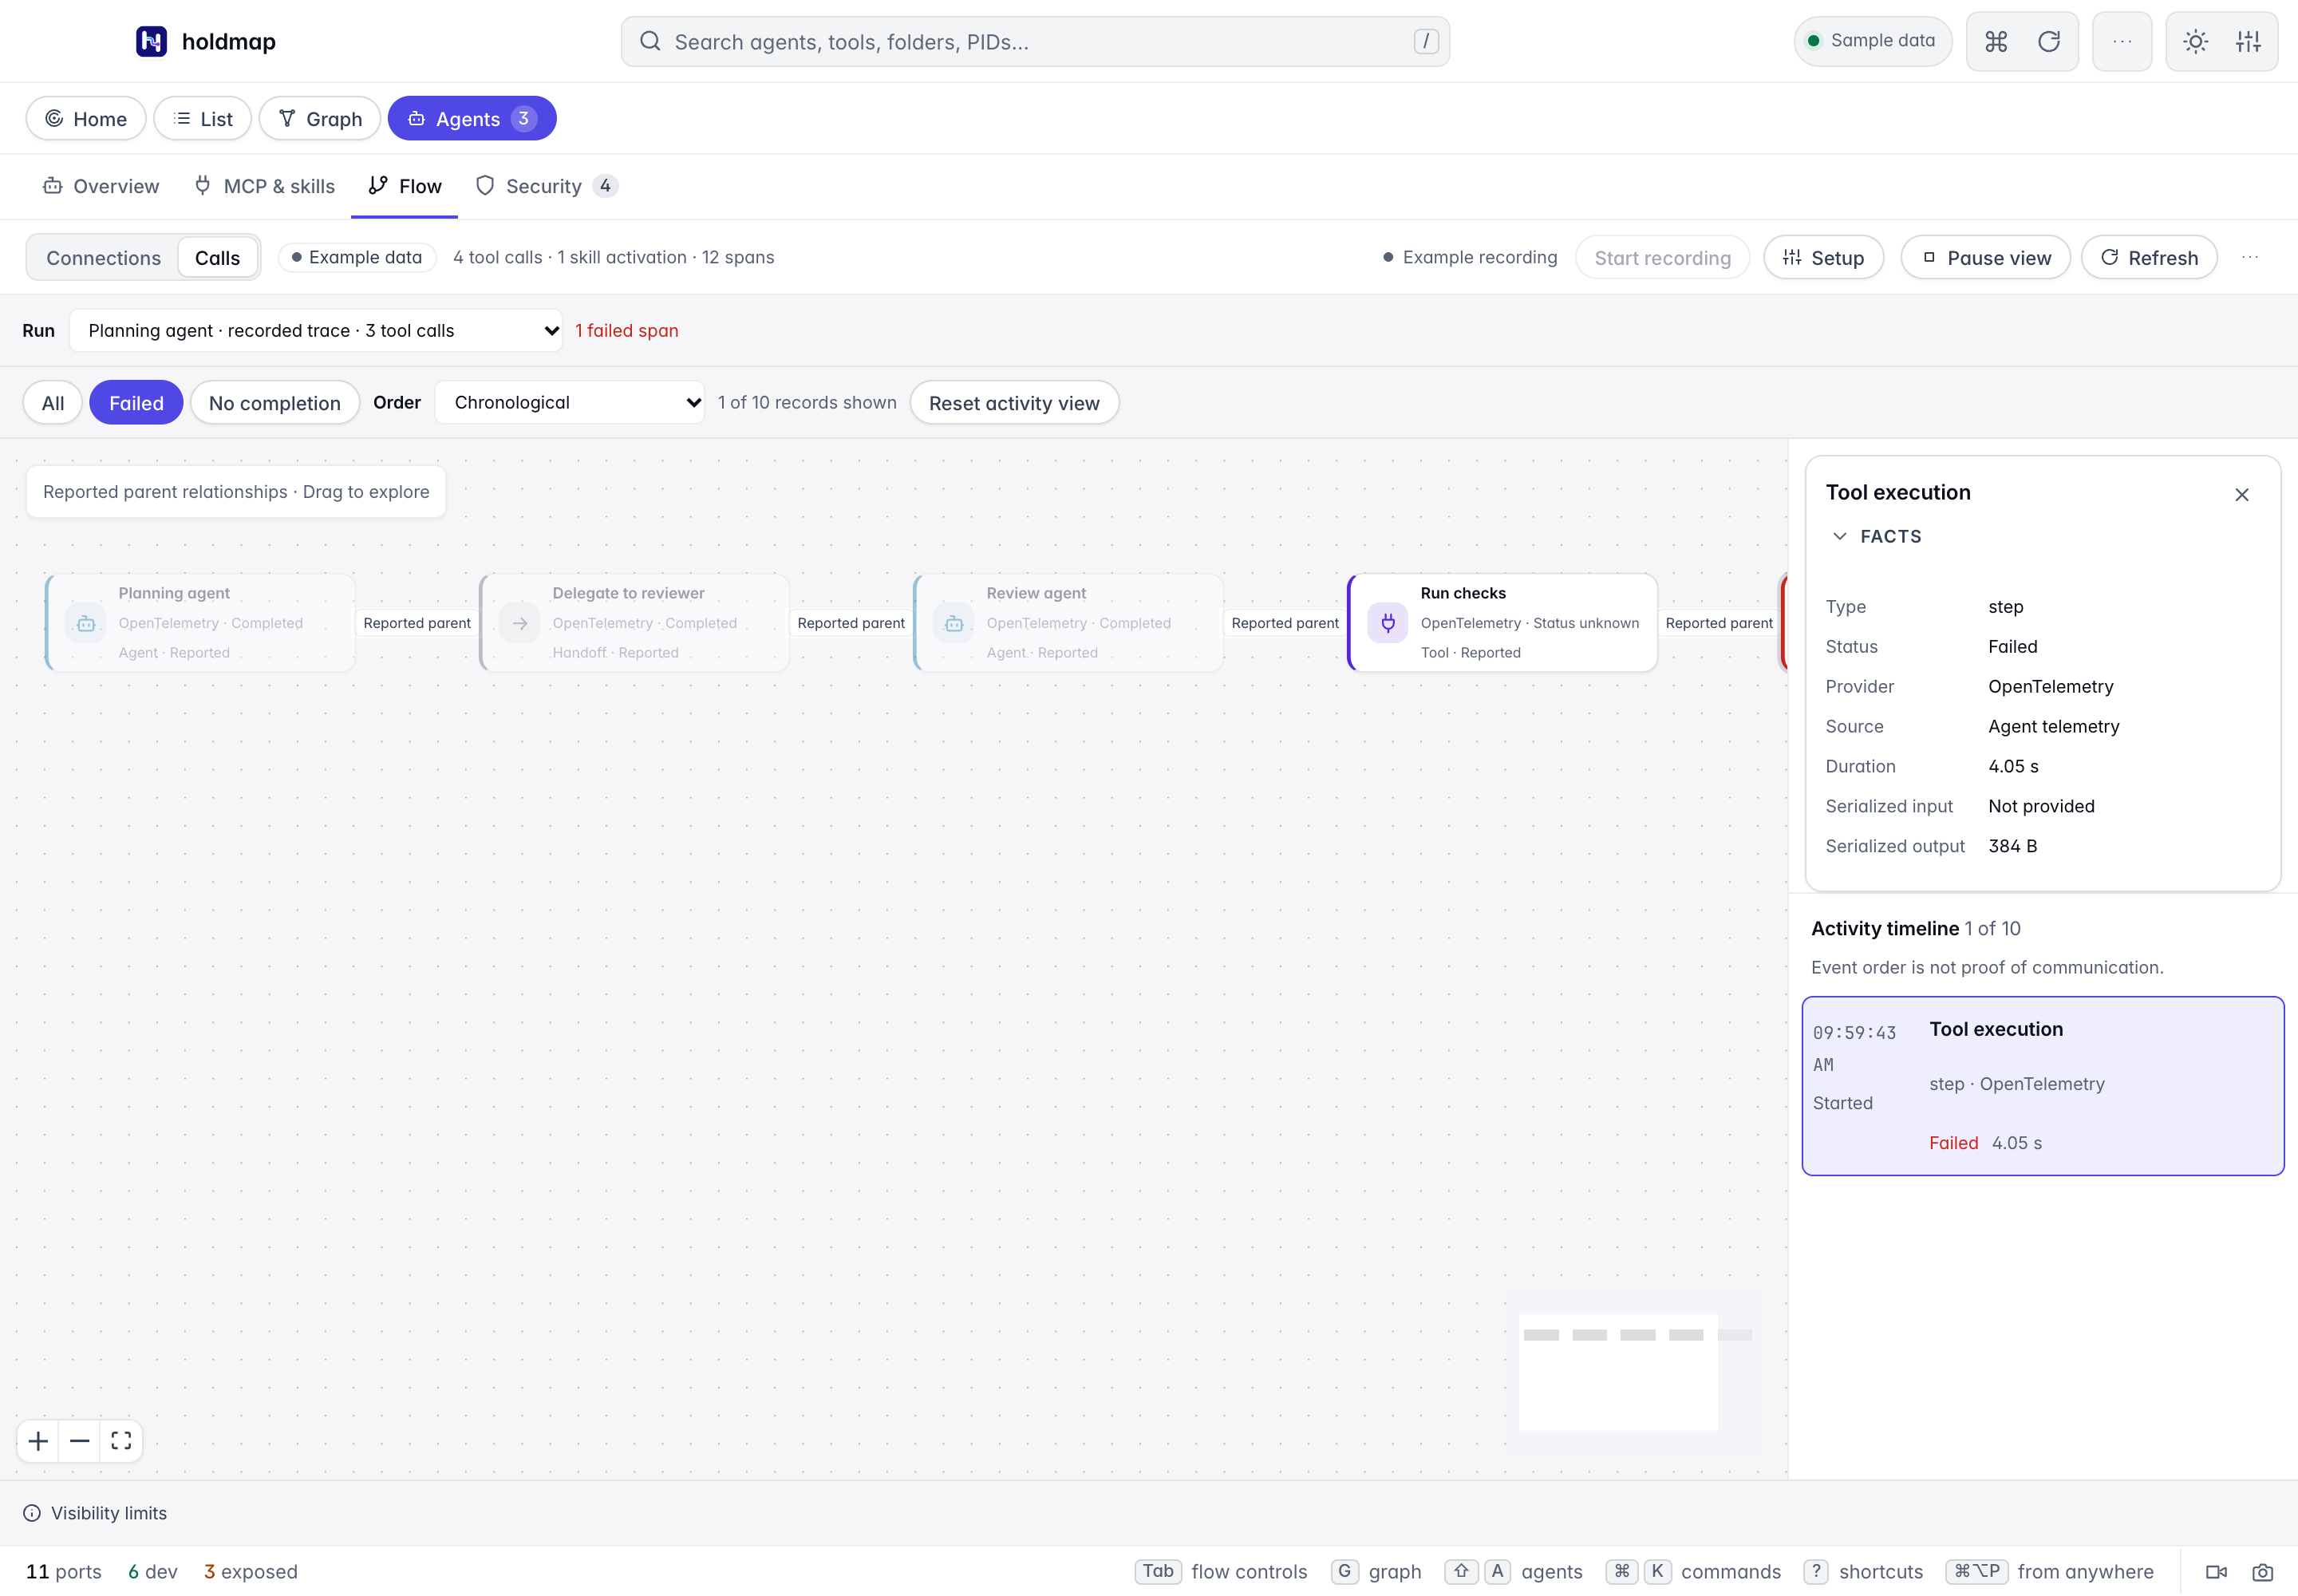 holdmap
Search agents, tools, folders, PIDs...
/
Sample data
Home
List
Graph
Agents 3
Overview
MCP & skills
Flow
Security 4
Connections
Calls
Example data
4 tool calls · 1 skill activation · 12 spans
Example recording
Start recording
Setup
Pause view
Refresh
Run
Planning agent · recorded trace · 3 tool calls
1 failed span
All
Failed
No completion
Order
Chronological
1 of 10 records shown
Reset activity view
Reported parent relationships · Drag to explore
Planning agent
OpenTelemetry · Completed
Agent · Reported
Reported parent
Delegate to reviewer
OpenTelemetry · Completed
Handoff · Reported
Reported parent
Review agent
OpenTelemetry · Completed
Agent · Reported
Reported parent
Run checks
OpenTelemetry · Status unknown
Tool · Reported
Reported parent
Tool execution
FACTS
Type step
Status Failed
Provider OpenTelemetry
Source Agent telemetry
Duration 4.05 s
Serialized input Not provided
Serialized output 384 B
Activity timeline 1 of 10
Event order is not proof of communication.
09:59:43
AM
Started
Tool execution
step · OpenTelemetry
Failed 4.05 s
Visibility limits
11 ports 6 dev 3 exposed
Tab flow controls
G graph
⇧ A agents
⌘ K commands
? shortcuts
⌘⌥P from anywhere